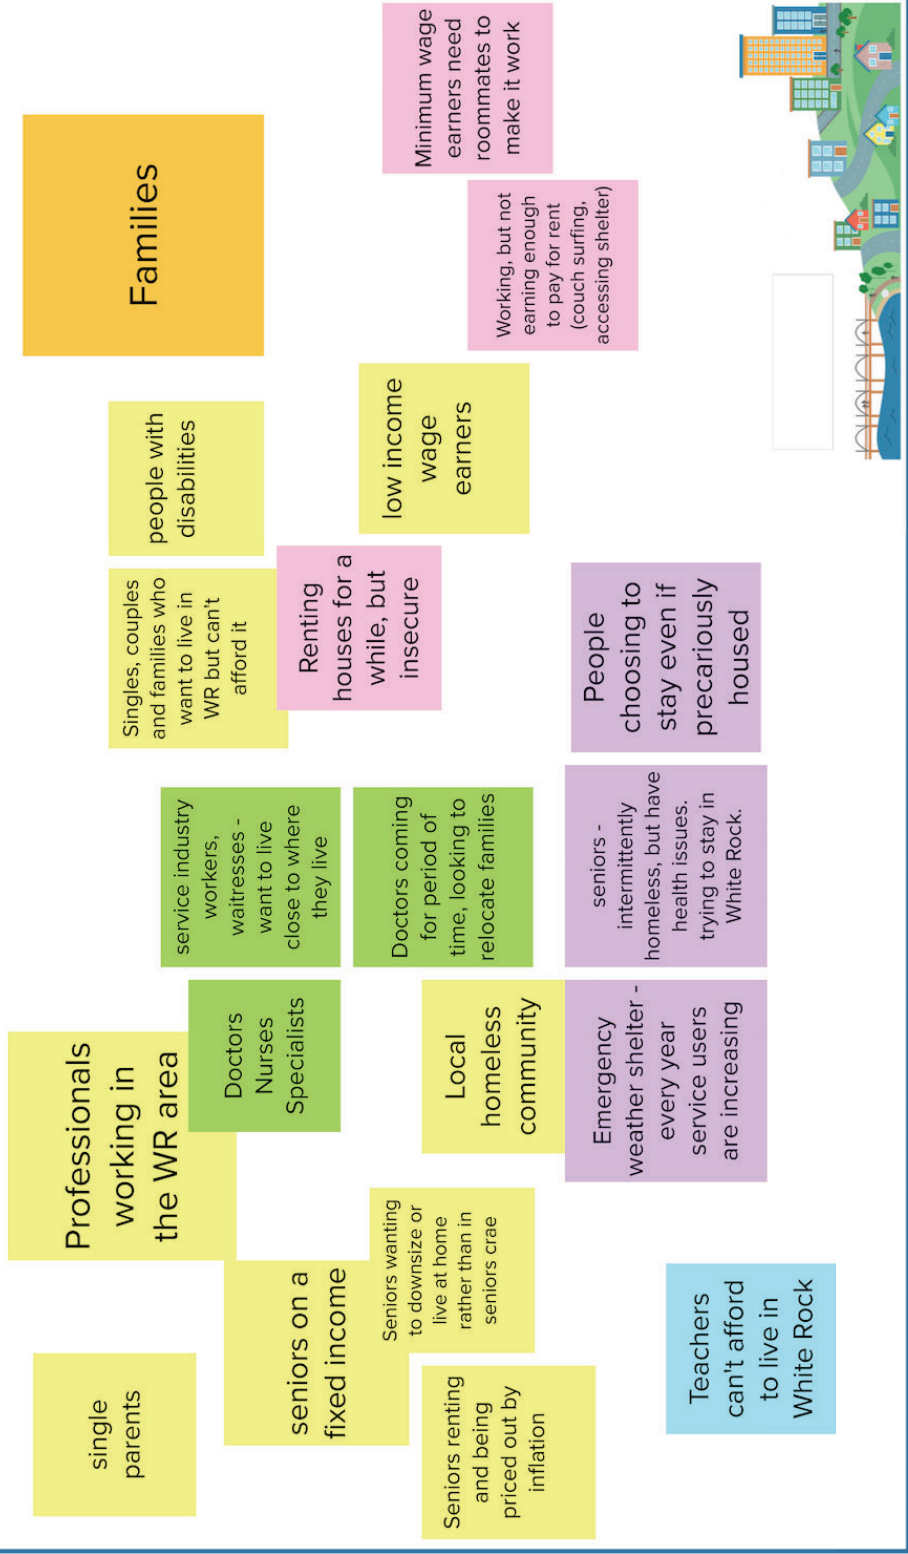 single
parents
Professionals
working in
the WR area
Singles, couples
and families who
want to live in
WR but can't
afford it
people with
disabilities
Families
seniors on a
fixed income
Doctors
Nurses
Specialists
service industry
workers,
waitresses -
want to live
close to where
they live
Renting
houses for a
while, but
insecure
low income
wage
earners
Minimum wage
earners need
roommates to
make it work
Seniors renting
and being
priced out by
inflation
Seniors wanting
to downsize or
live at home
rather than in
seniors crae
Local
homeless
community
Doctors coming
for period of
time, looking to
relocate families
Working, but not
earning enough
to pay for rent
(couch surfing,
accessing shelter)
Emergency
weather shelter -
every year
service users
are increasing
seniors -
intermittently
homeless, but have
health issues.
trying to stay in
White Rock.
People
choosing to
stay even if
precariously
housed
Teachers
can't afford
to live in
White Rock